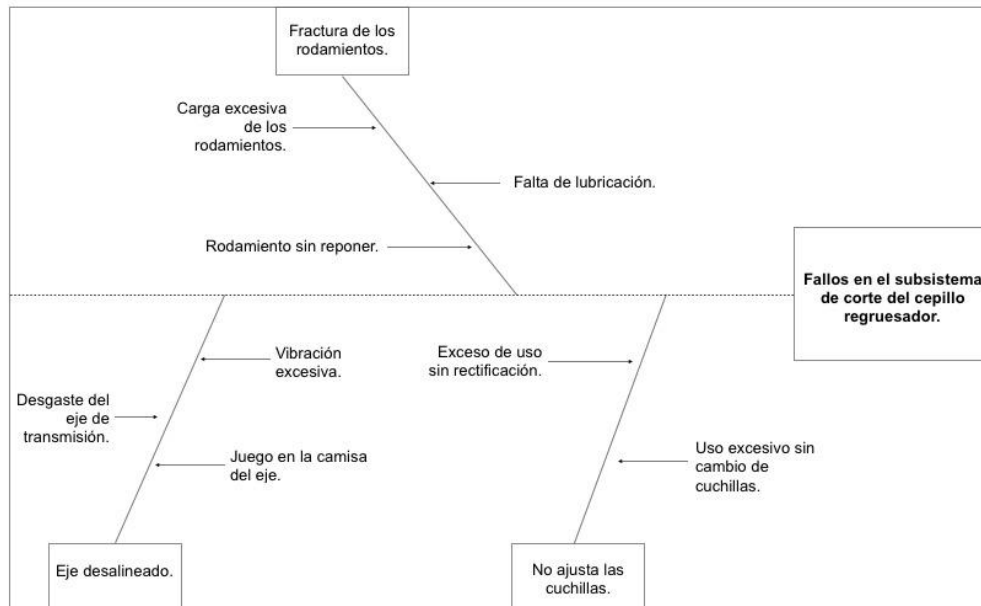 Fractura de los
rodamientos.
Carga excesiva
de los
rodamientos.
Falta de lubricación.
Rodamiento sin reponer.
Fallos en el subsistema
de corte del cepillo
regruesador.
Vibración
excesiva.
Exceso de uso
sin rectificación.
Desgaste del
eje de
transmisión.
Juego en la camisa
del eje.
Uso excesivo sin
cambio de
cuchillas.
Eje desalineado.
No ajusta las
cuchillas.